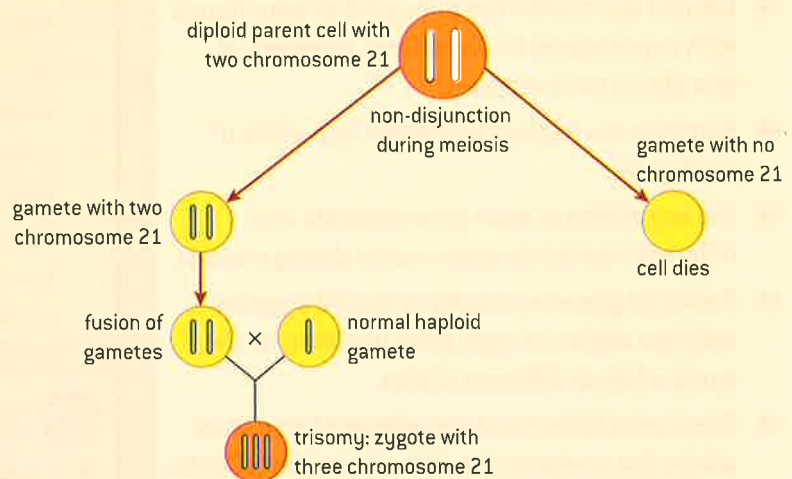 diploid parent cell with
two chromosome 21
non-disjunction
during meiosis
gamete with no
chromosome 21
gamete with two
chromosome 21
cell dies
fusion of
gametes
×
normal haploid
gamete
trisomy: zygote with
three chromosome 21